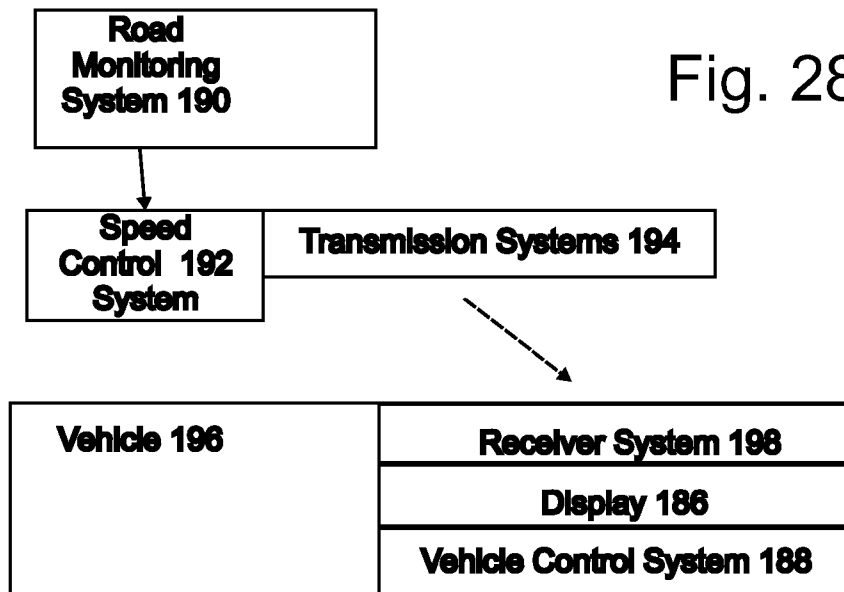 Road
Monitoring
System 190
Fig. 28
Speed
Control 192
System
Transmission Systems 194
Vehicle 196
Receiver System 198
Display 186
Vehicle Control System 188